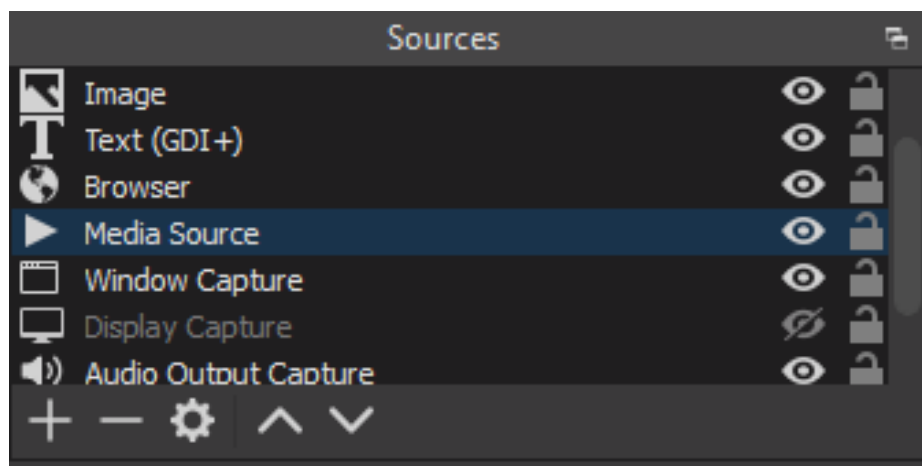 Sources
Image
Text (GDI+)
Browser
Media Source
Window Capture
Display Capture
Audio Output Capture